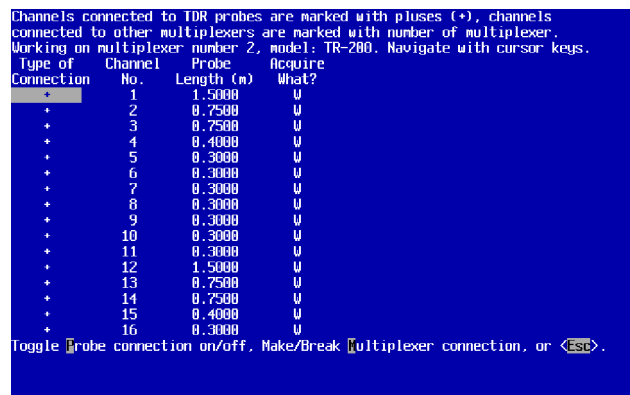 Channels connected to TDR probes are marked with pluses (+), channels
connected to other multiplexers are marked with number of multiplexer.
Working on multiplexer number 2, model: TR-200. Navigate with cursor keys.
Type of Channel Probe Acquire
Connection No. Length (m) What?
+ 1 1.5000 W
+ 2 0.7500 W
+ 3 0.7500 W
+ 4 0.4000 W
+ 5 0.3000 W
+ 6 0.3000 W
+ 7 0.3000 W
+ 8 0.3000 W
+ 9 0.3000 W
+ 10 0.3000 W
+ 11 0.3000 W
+ 12 1.5000 W
+ 13 0.7500 W
+ 14 0.7500 W
+ 15 0.4000 W
+ 16 0.3000 W
Toggle Probe connection on/off, Make/Break Multiplexer connection, or <Esc>.